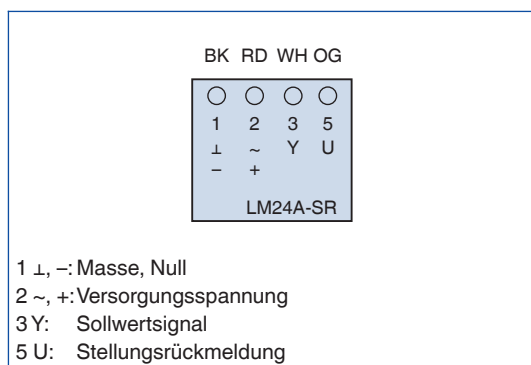 BK RD WH OG
1 2 3 5
⊥ ~ Y U
– +
LM24A-SR
1 ⊥, –: Masse, Null
2 ~, +: Versorgungsspannung
3 Y: Sollwertsignal
5 U: Stellungsrückmeldung